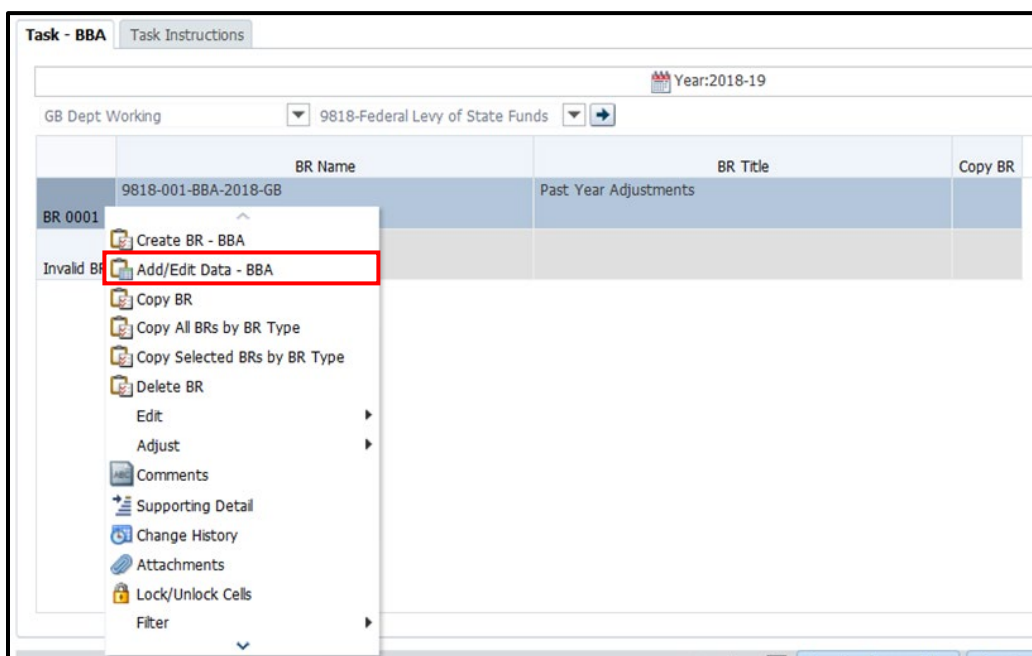 Task - BBA Task Instructions
Year:2018-19
GB Dept Working 9818-Federal Levy of State Funds
BR Name BR Title Copy BR
BR 0001 9818-001-BBA-2018-GB Past Year Adjustments
Create BR - BBA
Invalid BR Add/Edit Data - BBA
Copy BR
Copy All BRs by BR Type
Copy Selected BRs by BR Type
Delete BR
Edit
Adjust
ABC Comments
Supporting Detail
Change History
Attachments
Lock/Unlock Cells
Filter